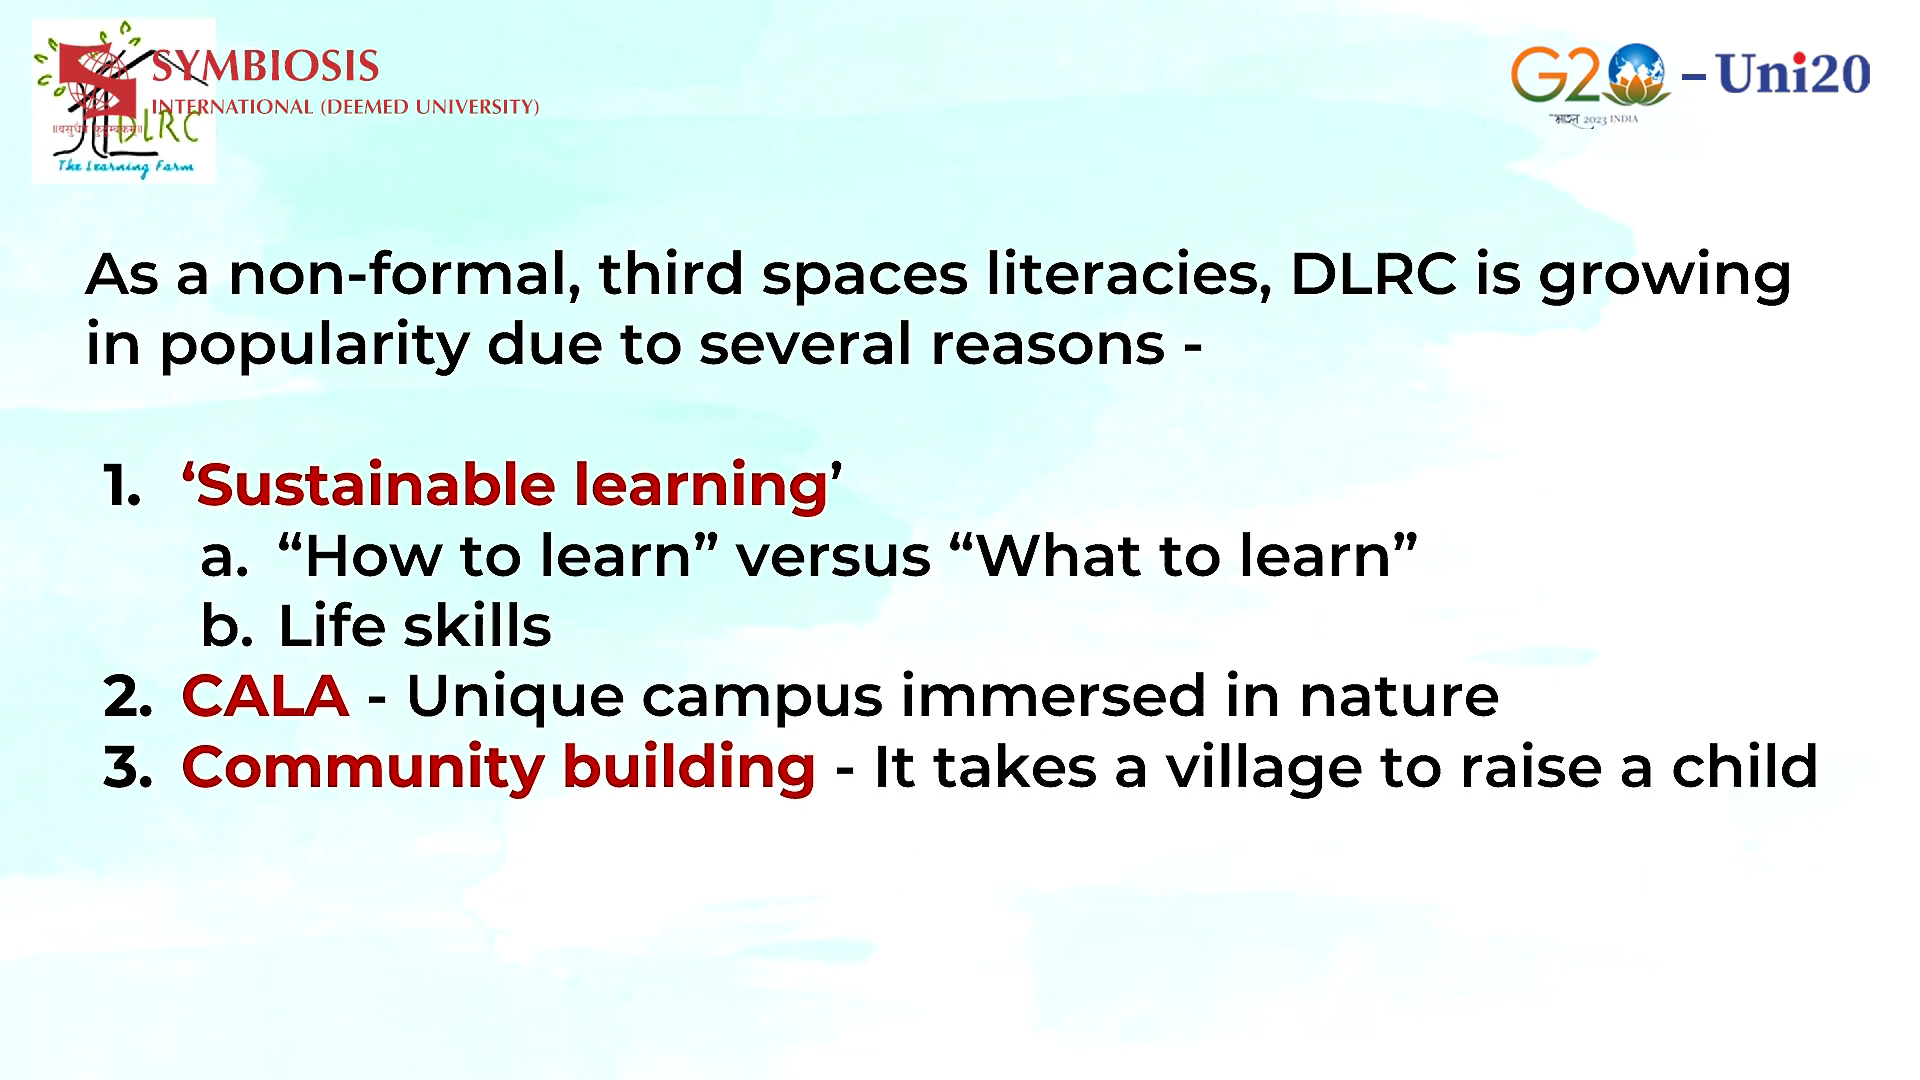 SYMBIOSIS
INTERNATIONAL (DEEMED UNIVERSITY)
DLRC
The Learning Farm
G20 – Uni20
भारत 2023 INDIA
As a non-formal, third spaces literacies, DLRC is growing
in popularity due to several reasons -
1. ‘Sustainable learning’
a. “How to learn” versus “What to learn”
b. Life skills
2. CALA - Unique campus immersed in nature
3. Community building - It takes a village to raise a child